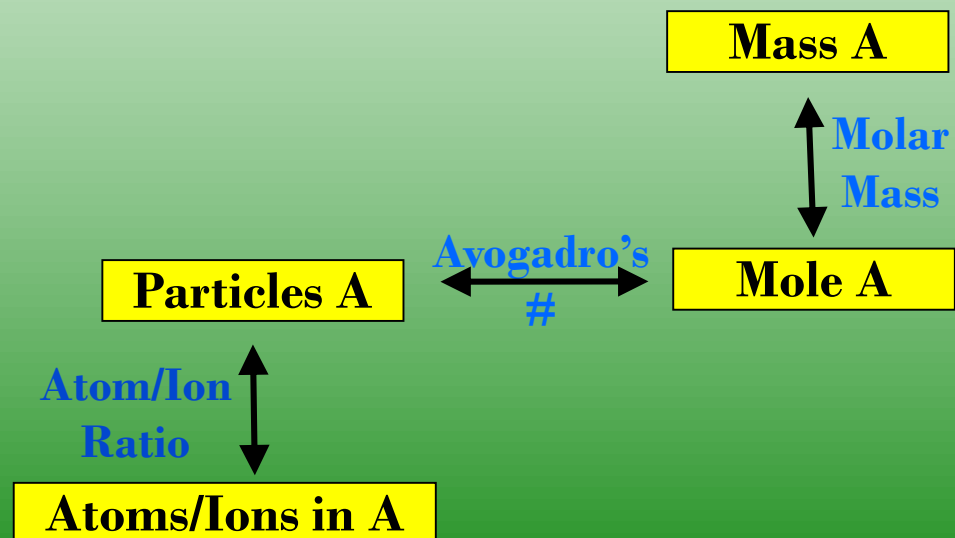 Mass A
Molar
Mass
Avogadro's
#
Particles A
Mole A
Atom/Ion
Ratio
Atoms/Ions in A